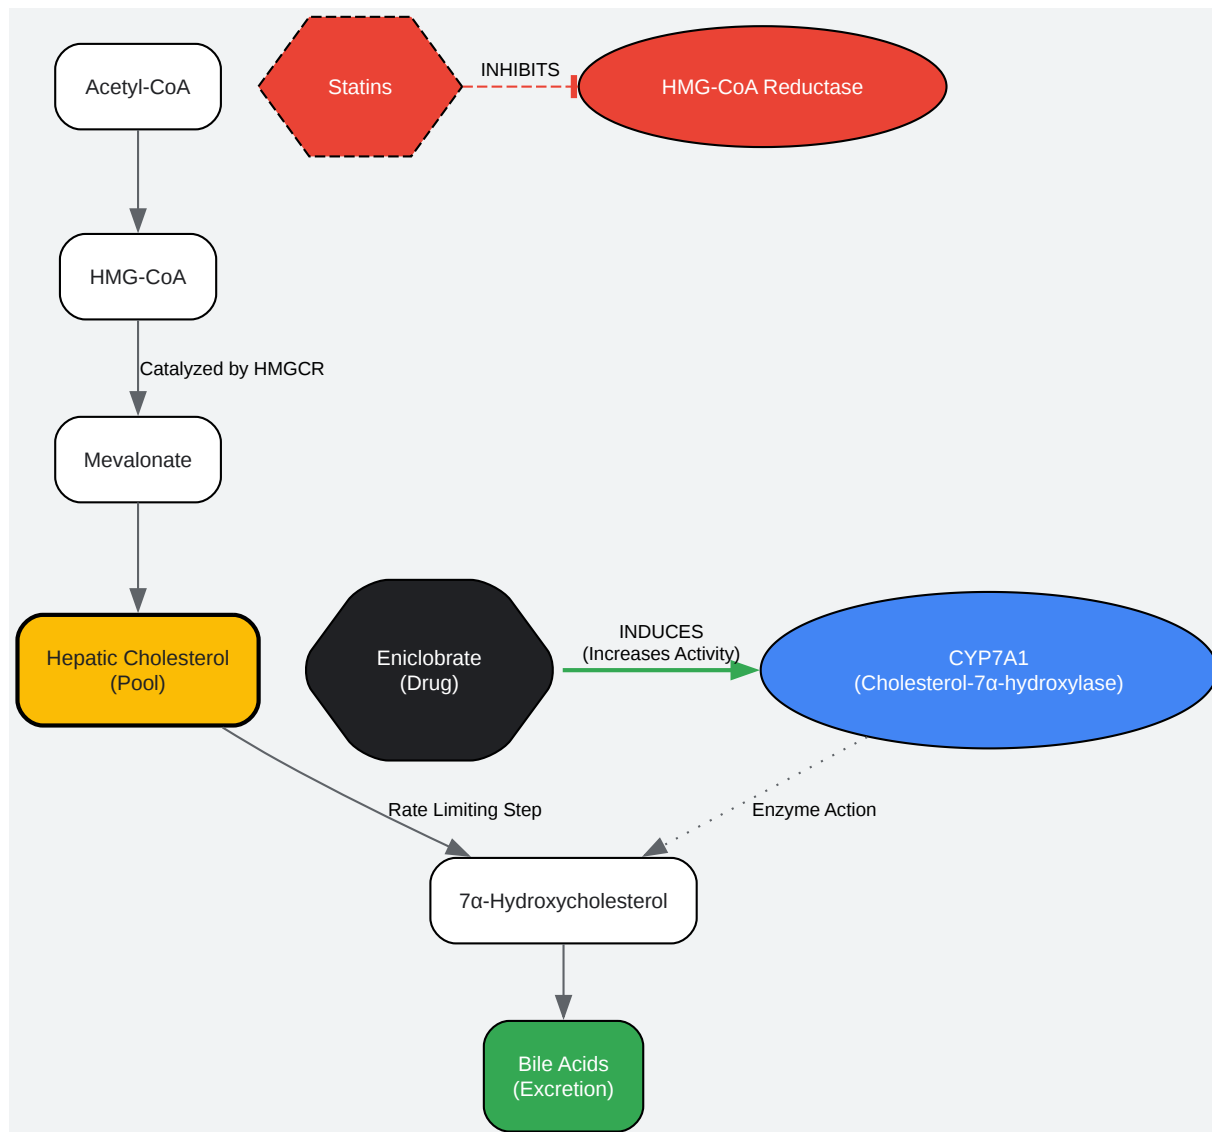 Acetyl-CoA
Statins
INHIBITS
HMG-CoA Reductase
HMG-CoA
Catalyzed by HMGCR
Mevalonate
Hepatic Cholesterol
(Pool)
Eniclobrate
(Drug)
INDUCES
(Increases Activity)
CYP7A1
(Cholesterol-7α-hydroxylase)
Rate Limiting Step
Enzyme Action
7α-Hydroxycholesterol
Bile Acids
(Excretion)